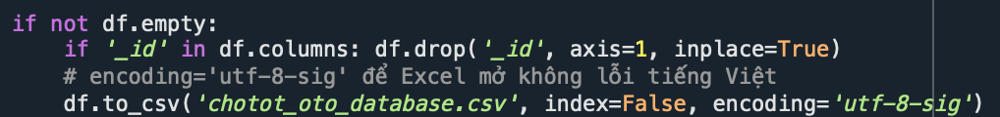 if not df.empty:
    if '_id' in df.columns: df.drop('_id', axis=1, inplace=True)
    # encoding='utf-8-sig' để Excel mở không lỗi tiếng Việt
    df.to_csv('chotot_oto_database.csv', index=False, encoding='utf-8-sig')